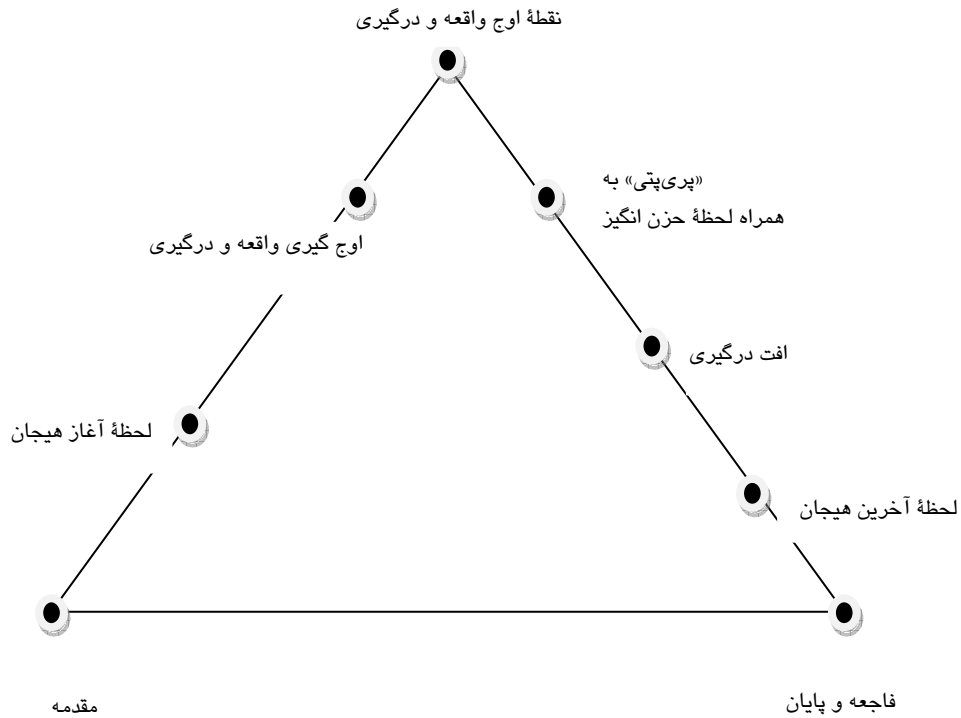 نقطهٔ اوج واقعه و درگیری
«پری‌پتی» به
همراه لحظهٔ حزن انگیز
اوج گیری واقعه و درگیری
افت درگیری
لحظهٔ آغاز هیجان
لحظهٔ آخرین هیجان
فاجعه و پایان
مقدمه